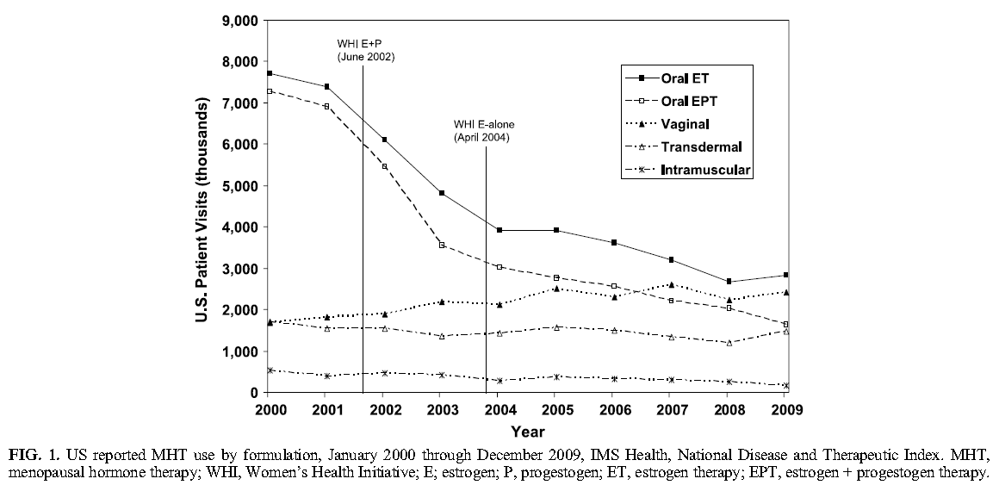 9,000
8,000
7,000
6,000
5,000
4,000
3,000
2,000
1,000
0
U.S. Patient Visits (thousands)
WHI E+P
(June 2002)
WHI E-alone
(April 2004)
Oral ET
Oral EPT
Vaginal
Transdermal
Intramuscular
2000 2001 2002 2003 2004 2005 2006 2007 2008 2009
Year
FIG. 1. US reported MHT use by formulation, January 2000 through December 2009, IMS Health, National Disease and Therapeutic Index. MHT,
menopausal hormone therapy; WHI, Women's Health Initiative; E; estrogen; P, progestogen; ET, estrogen therapy; EPT, estrogen + progestogen therapy.